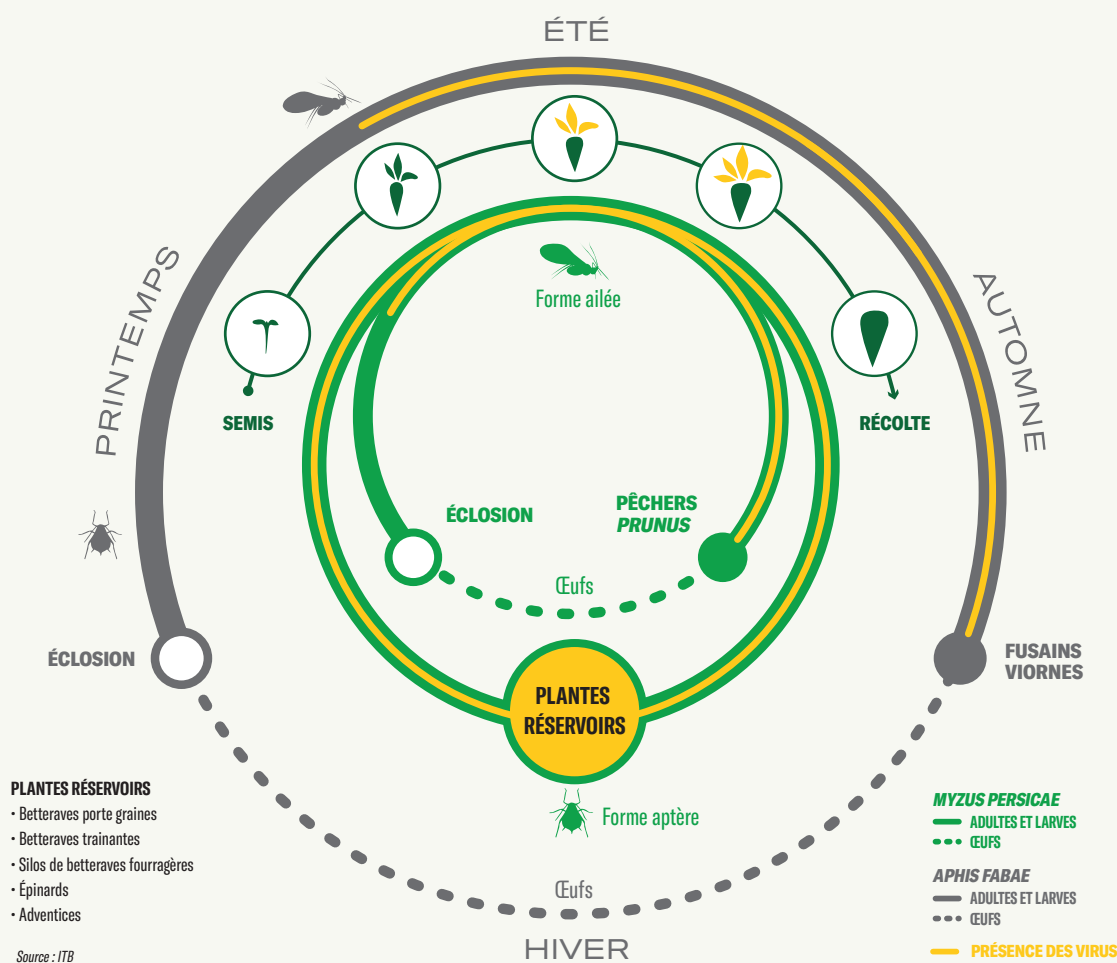 ÉTÉ
PRINTEMPS
AUTOMNE
Forme ailée
SEMIS
RÉCOLTE
ÉCLOSION
PÊCHERS
PRUNUS
Œufs
ÉCLOSION
FUSAINS
VIORNES
PLANTES
RÉSERVOIRS
Forme aptère
Œufs
HIVER
PLANTES RÉSERVOIRS
• Betteraves porte graines
• Betteraves trainantes
• Silos de betteraves fourragères
• Épinards
• Adventices
Source : ITB
MYZUS PERSICAE
ADULTES ET LARVES
ŒUFS
APHIS FABAE
ADULTES ET LARVES
ŒUFS
PRÉSENCE DES VIRUS